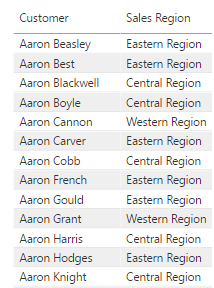 Customer Sales Region
Aaron Beasley Eastern Region
Aaron Best Eastern Region
Aaron Blackwell Central Region
Aaron Boyle Central Region
Aaron Cannon Western Region
Aaron Carver Eastern Region
Aaron Cobb Central Region
Aaron French Eastern Region
Aaron Gould Eastern Region
Aaron Grant Western Region
Aaron Harris Central Region
Aaron Hodges Eastern Region
Aaron Knight Central Region